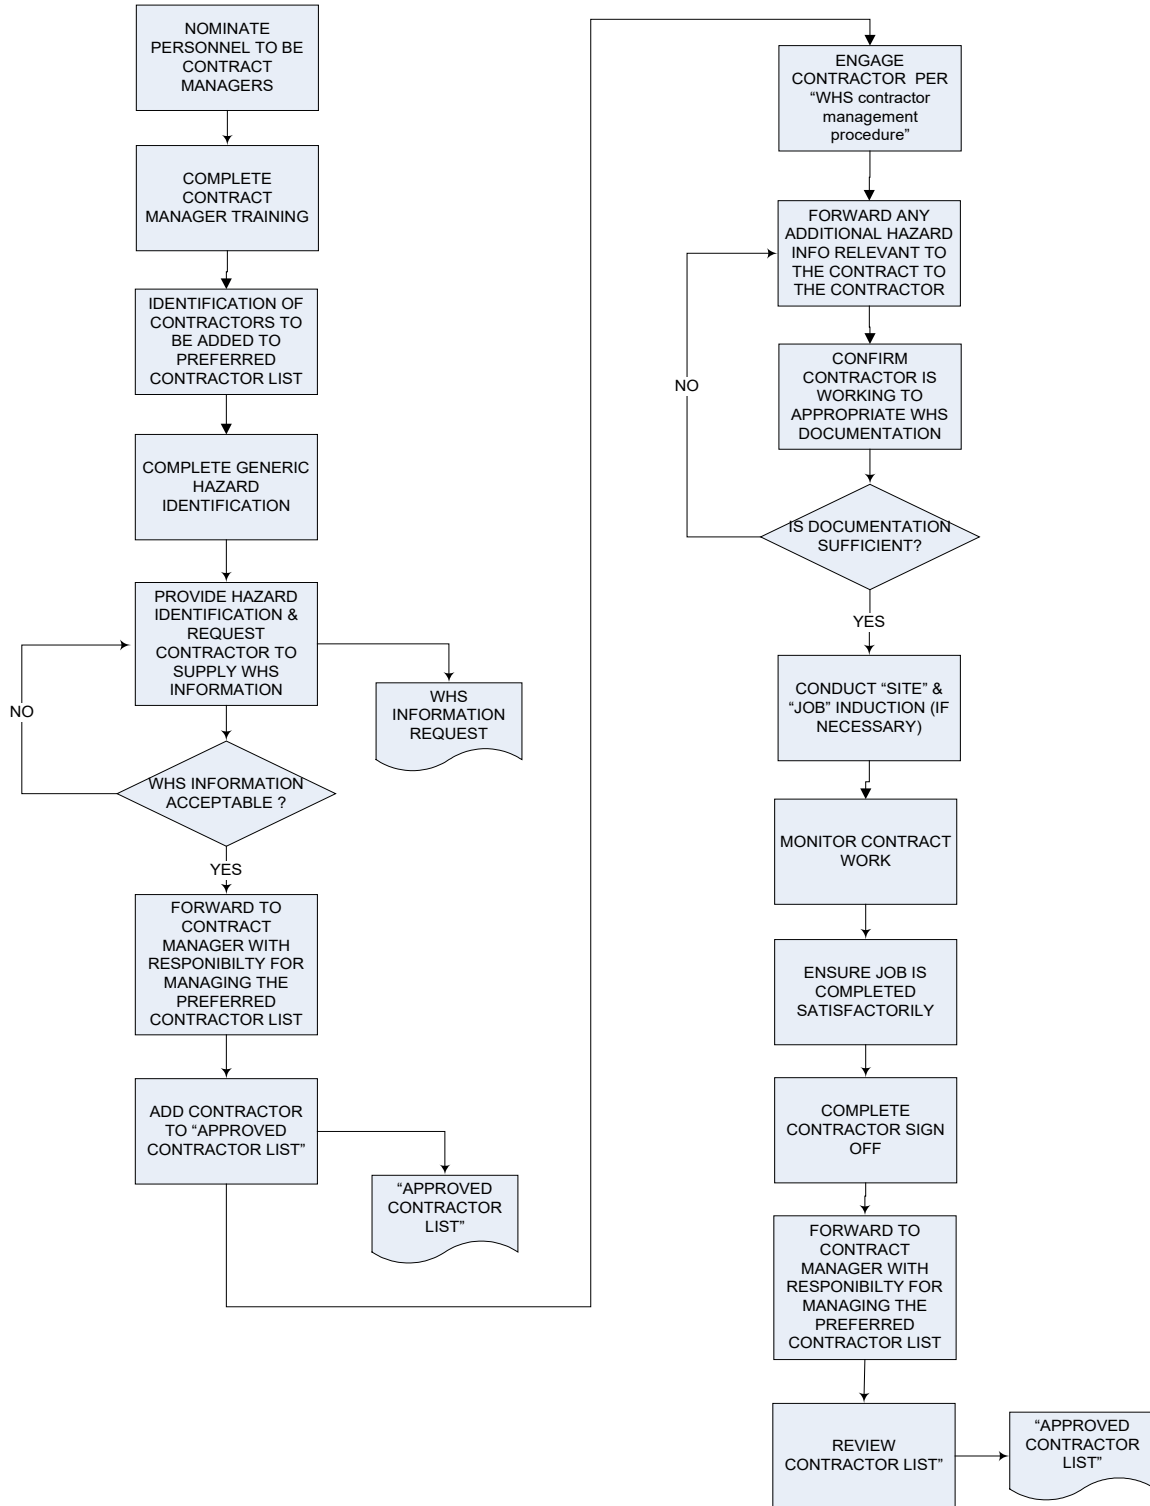 NOMINATE
PERSONNEL TO BE
CONTRACT
MANAGERS
COMPLETE
CONTRACT
MANAGER TRAINING
IDENTIFICATION OF
CONTRACTORS TO
BE ADDED TO
PREFERRED
CONTRACTOR LIST
COMPLETE GENERIC
HAZARD
IDENTIFICATION
PROVIDE HAZARD
IDENTIFICATION &
REQUEST
CONTRACTOR TO
SUPPLY WHS
INFORMATION
NO
WHS
INFORMATION
REQUEST
WHS INFORMATION
ACCEPTABLE ?
YES
FORWARD TO
CONTRACT
MANAGER WITH
RESPONIBILTY FOR
MANAGING THE
PREFERRED
CONTRACTOR LIST
ADD CONTRACTOR
TO “APPROVED
CONTRACTOR LIST”
“APPROVED
CONTRACTOR
LIST”
ENGAGE
CONTRACTOR PER
“WHS contractor
management
procedure”
FORWARD ANY
ADDITIONAL HAZARD
INFO RELEVANT TO
THE CONTRACT TO
THE CONTRACTOR
CONFIRM
CONTRACTOR IS
WORKING TO
APPROPRIATE WHS
DOCUMENTATION
NO
IS DOCUMENTATION
SUFFICIENT?
YES
CONDUCT “SITE” &
“JOB” INDUCTION (IF
NECESSARY)
MONITOR CONTRACT
WORK
ENSURE JOB IS
COMPLETED
SATISFACTORILY
COMPLETE
CONTRACTOR SIGN
OFF
FORWARD TO
CONTRACT
MANAGER WITH
RESPONIBILTY FOR
MANAGING THE
PREFERRED
CONTRACTOR LIST
REVIEW
CONTRACTOR LIST”
“APPROVED
CONTRACTOR
LIST”